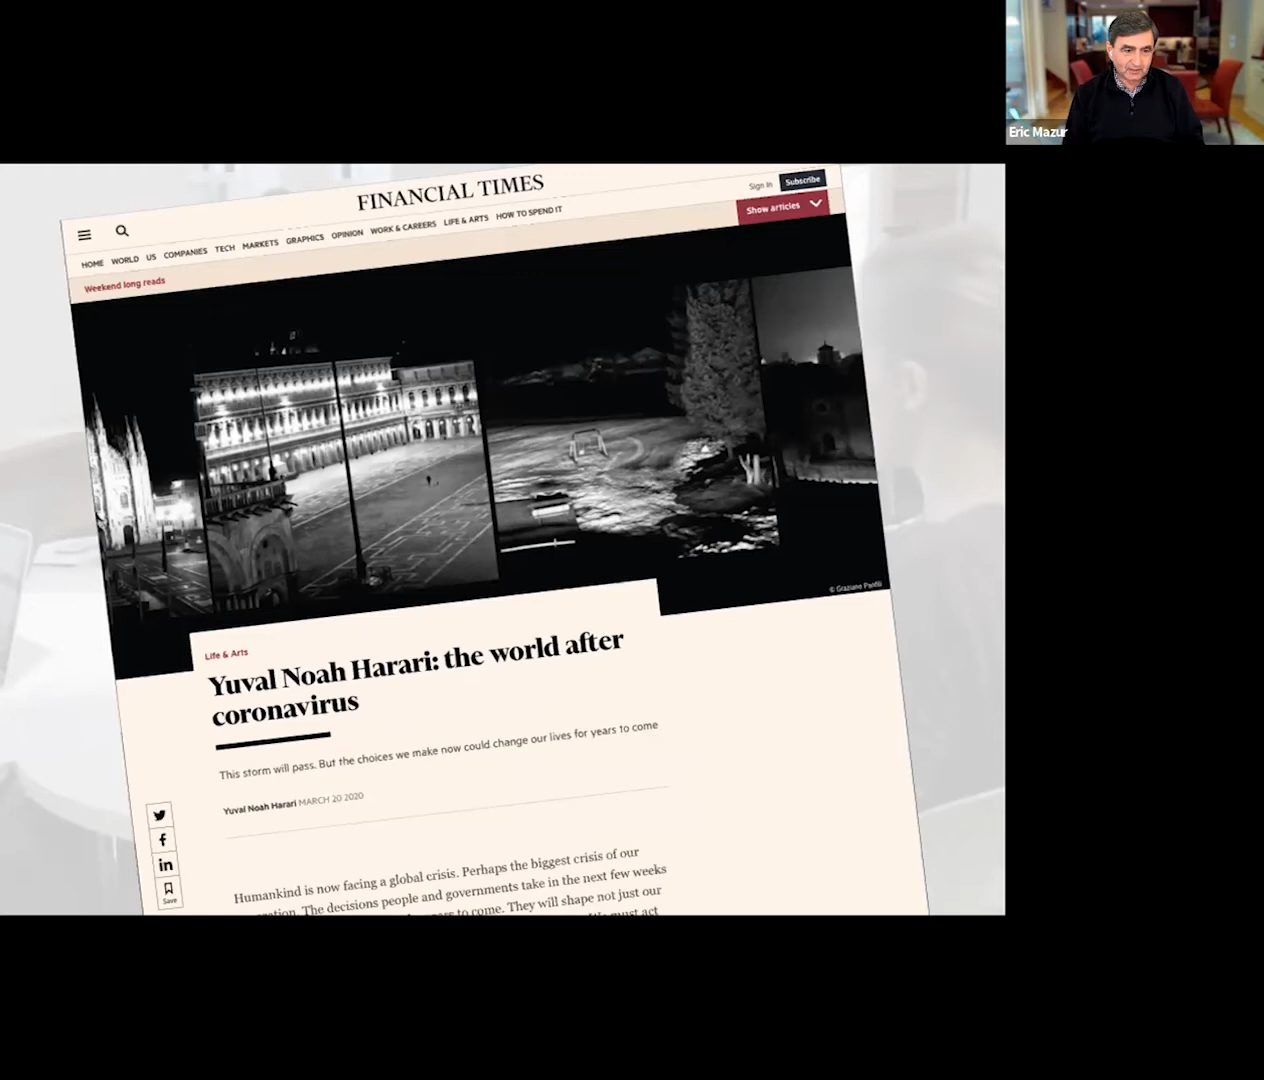 Eric Mazur
FINANCIAL TIMES
Sign In
Subscribe
HOME WORLD US COMPANIES TECH MARKETS GRAPHICS OPINION WORK & CAREERS LIFE & ARTS HOW TO SPEND IT
Show articles
Weekend long reads
© Graziano Panfili
Life & Arts
Yuval Noah Harari: the world after
coronavirus
This storm will pass. But the choices we make now could change our lives for years to come
Yuval Noah Harari MARCH 20 2020
Save
Humankind is now facing a global crisis. Perhaps the biggest crisis of our
The decisions people and governments take in the next few weeks
to come. They will shape not just our
must act